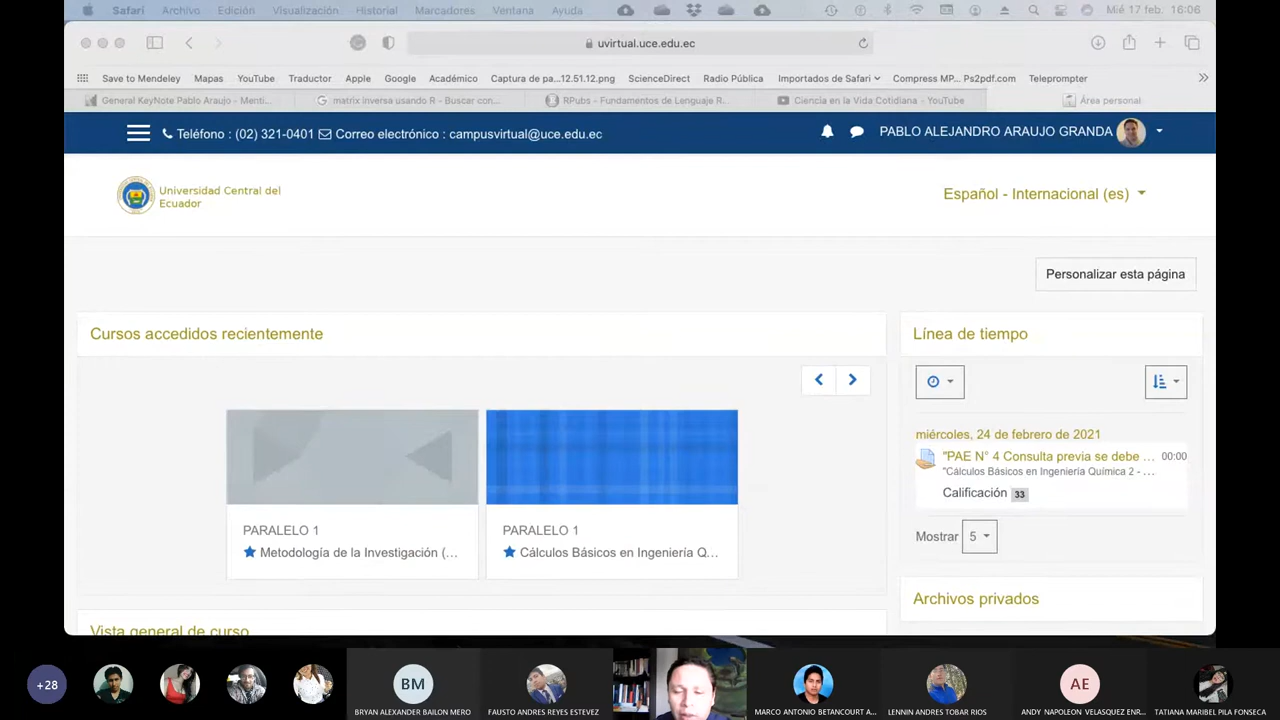 Safari Archivo Edición Visualización Historial Marcadores Ventana Ayuda Mié 17 feb. 16:06
uvirtual.uce.edu.ec
Save to Mendeley Mapas YouTube Traductor Apple Google Académico Captura de pa...12.51.12.png ScienceDirect Radio Pública Importados de Safari Compress MP... Ps2pdf.com Teleprompter
General KeyNote Pablo Araujo - Menti... matrix inversa usando R - Buscar con... RPubs - Fundamentos de Lenguaje R... Ciencia en la Vida Cotidiana - YouTube Área personal
Teléfono : (02) 321-0401 Correo electrónico : campusvirtual@uce.edu.ec PABLO ALEJANDRO ARAUJO GRANDA
Universidad Central del
Ecuador
Español - Internacional (es)
Personalizar esta página
Cursos accedidos recientemente
PARALELO 1
Metodología de la Investigación (...
PARALELO 1
Cálculos Básicos en Ingeniería Q...
Vista general de curso
Línea de tiempo
miércoles, 24 de febrero de 2021
"PAE N° 4 Consulta previa se debe ... 00:00
"Cálculos Básicos en Ingeniería Química 2 - ...
Calificación 33
Mostrar 5
Archivos privados
+28
BM
AE
BRYAN ALEXANDER BAILON MERO FAUSTO ANDRES REYES ESTEVEZ MARCO ANTONIO BETANCOURT A... LENNIN ANDRES TOBAR RIOS ANDY NAPOLEON VELASQUEZ ENR... TATIANA MARIBEL PILA FONSECA